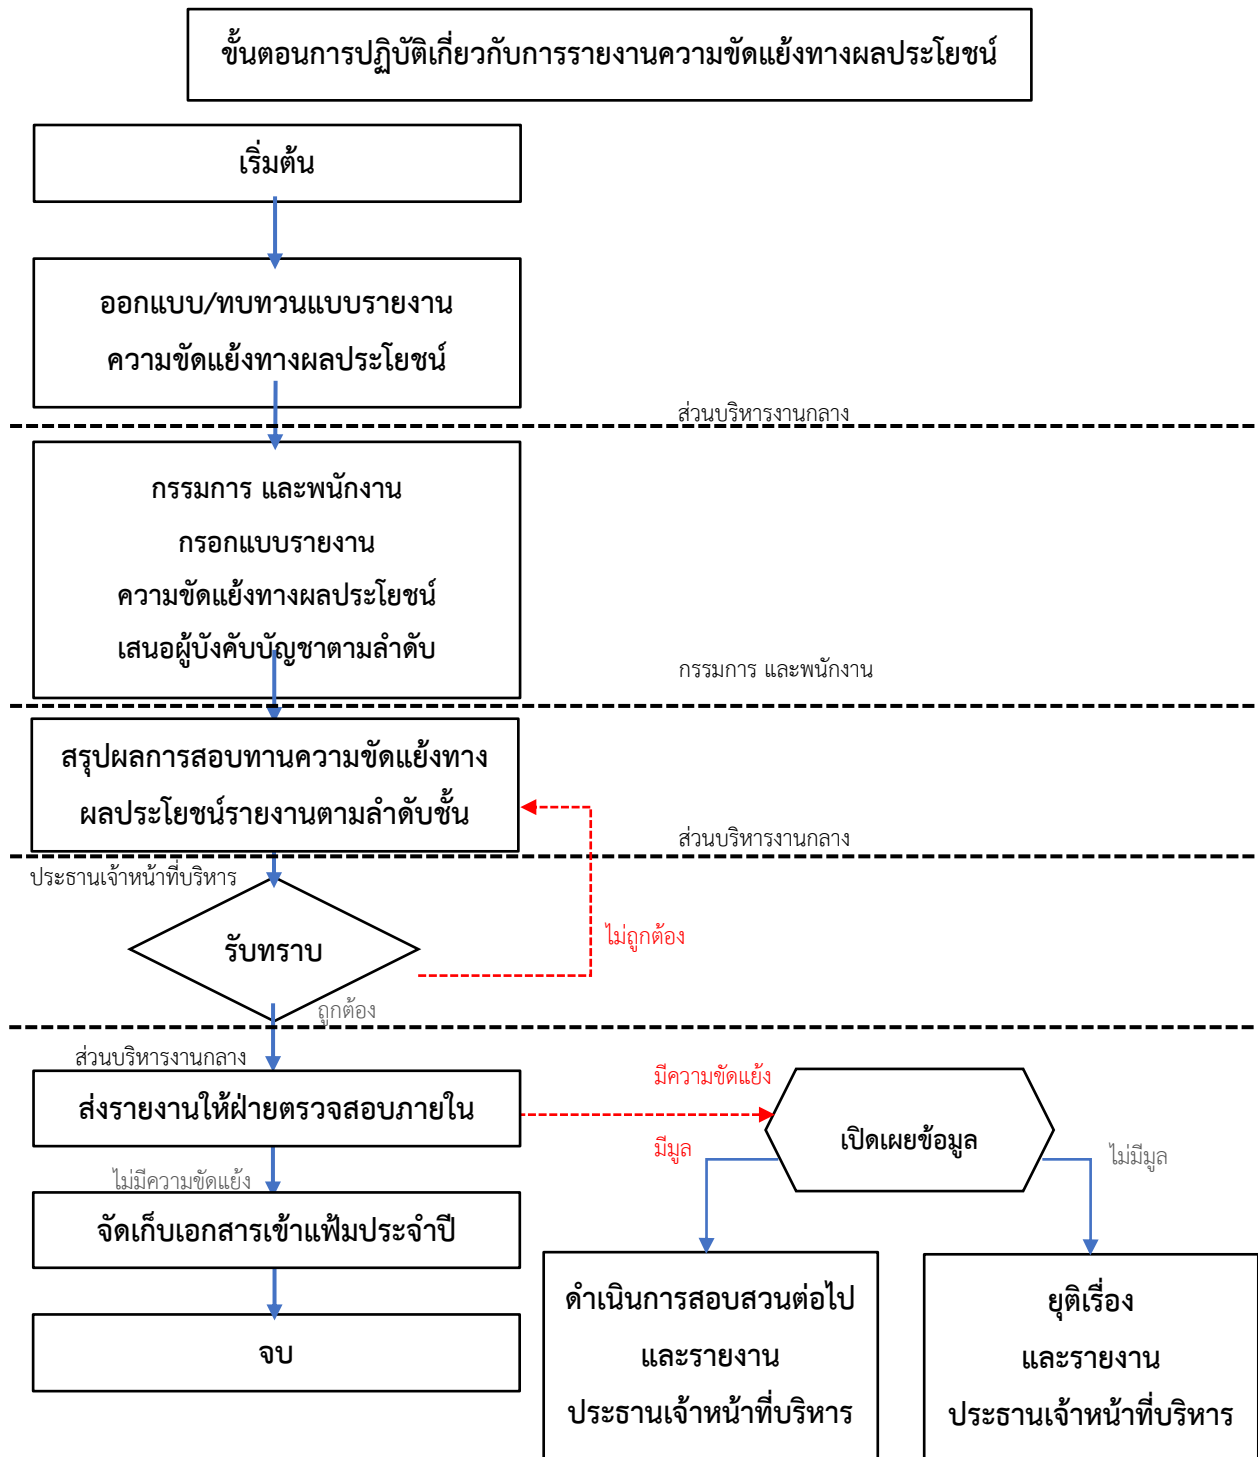 ขั้นตอนการปฏิบัติเกี่ยวกับการรายงานความขัดแย้งทางผลประโยชน์
เริ่มต้น
ออกแบบ/ทบทวนแบบรายงาน
ความขัดแย้งทางผลประโยชน์
ส่วนบริหารงานกลาง
กรรมการ และพนักงาน
กรอกแบบรายงาน
ความขัดแย้งทางผลประโยชน์
เสนอผู้บังคับบัญชาตามลำดับ
กรรมการ และพนักงาน
สรุปผลการสอบทานความขัดแย้งทาง
ผลประโยชน์รายงานตามลำดับชั้น
ส่วนบริหารงานกลาง
ประธานเจ้าหน้าที่บริหาร
รับทราบ
ไม่ถูกต้อง
ถูกต้อง
ส่วนบริหารงานกลาง
ส่งรายงานให้ฝ่ายตรวจสอบภายใน
มีความขัดแย้ง
เปิดเผยข้อมูล
มีมูล
ไม่มีมูล
ไม่มีความขัดแย้ง
จัดเก็บเอกสารเข้าแฟ้มประจำปี
จบ
ดำเนินการสอบสวนต่อไป
และรายงาน
ประธานเจ้าหน้าที่บริหาร
ยุติเรื่อง
และรายงาน
ประธานเจ้าหน้าที่บริหาร